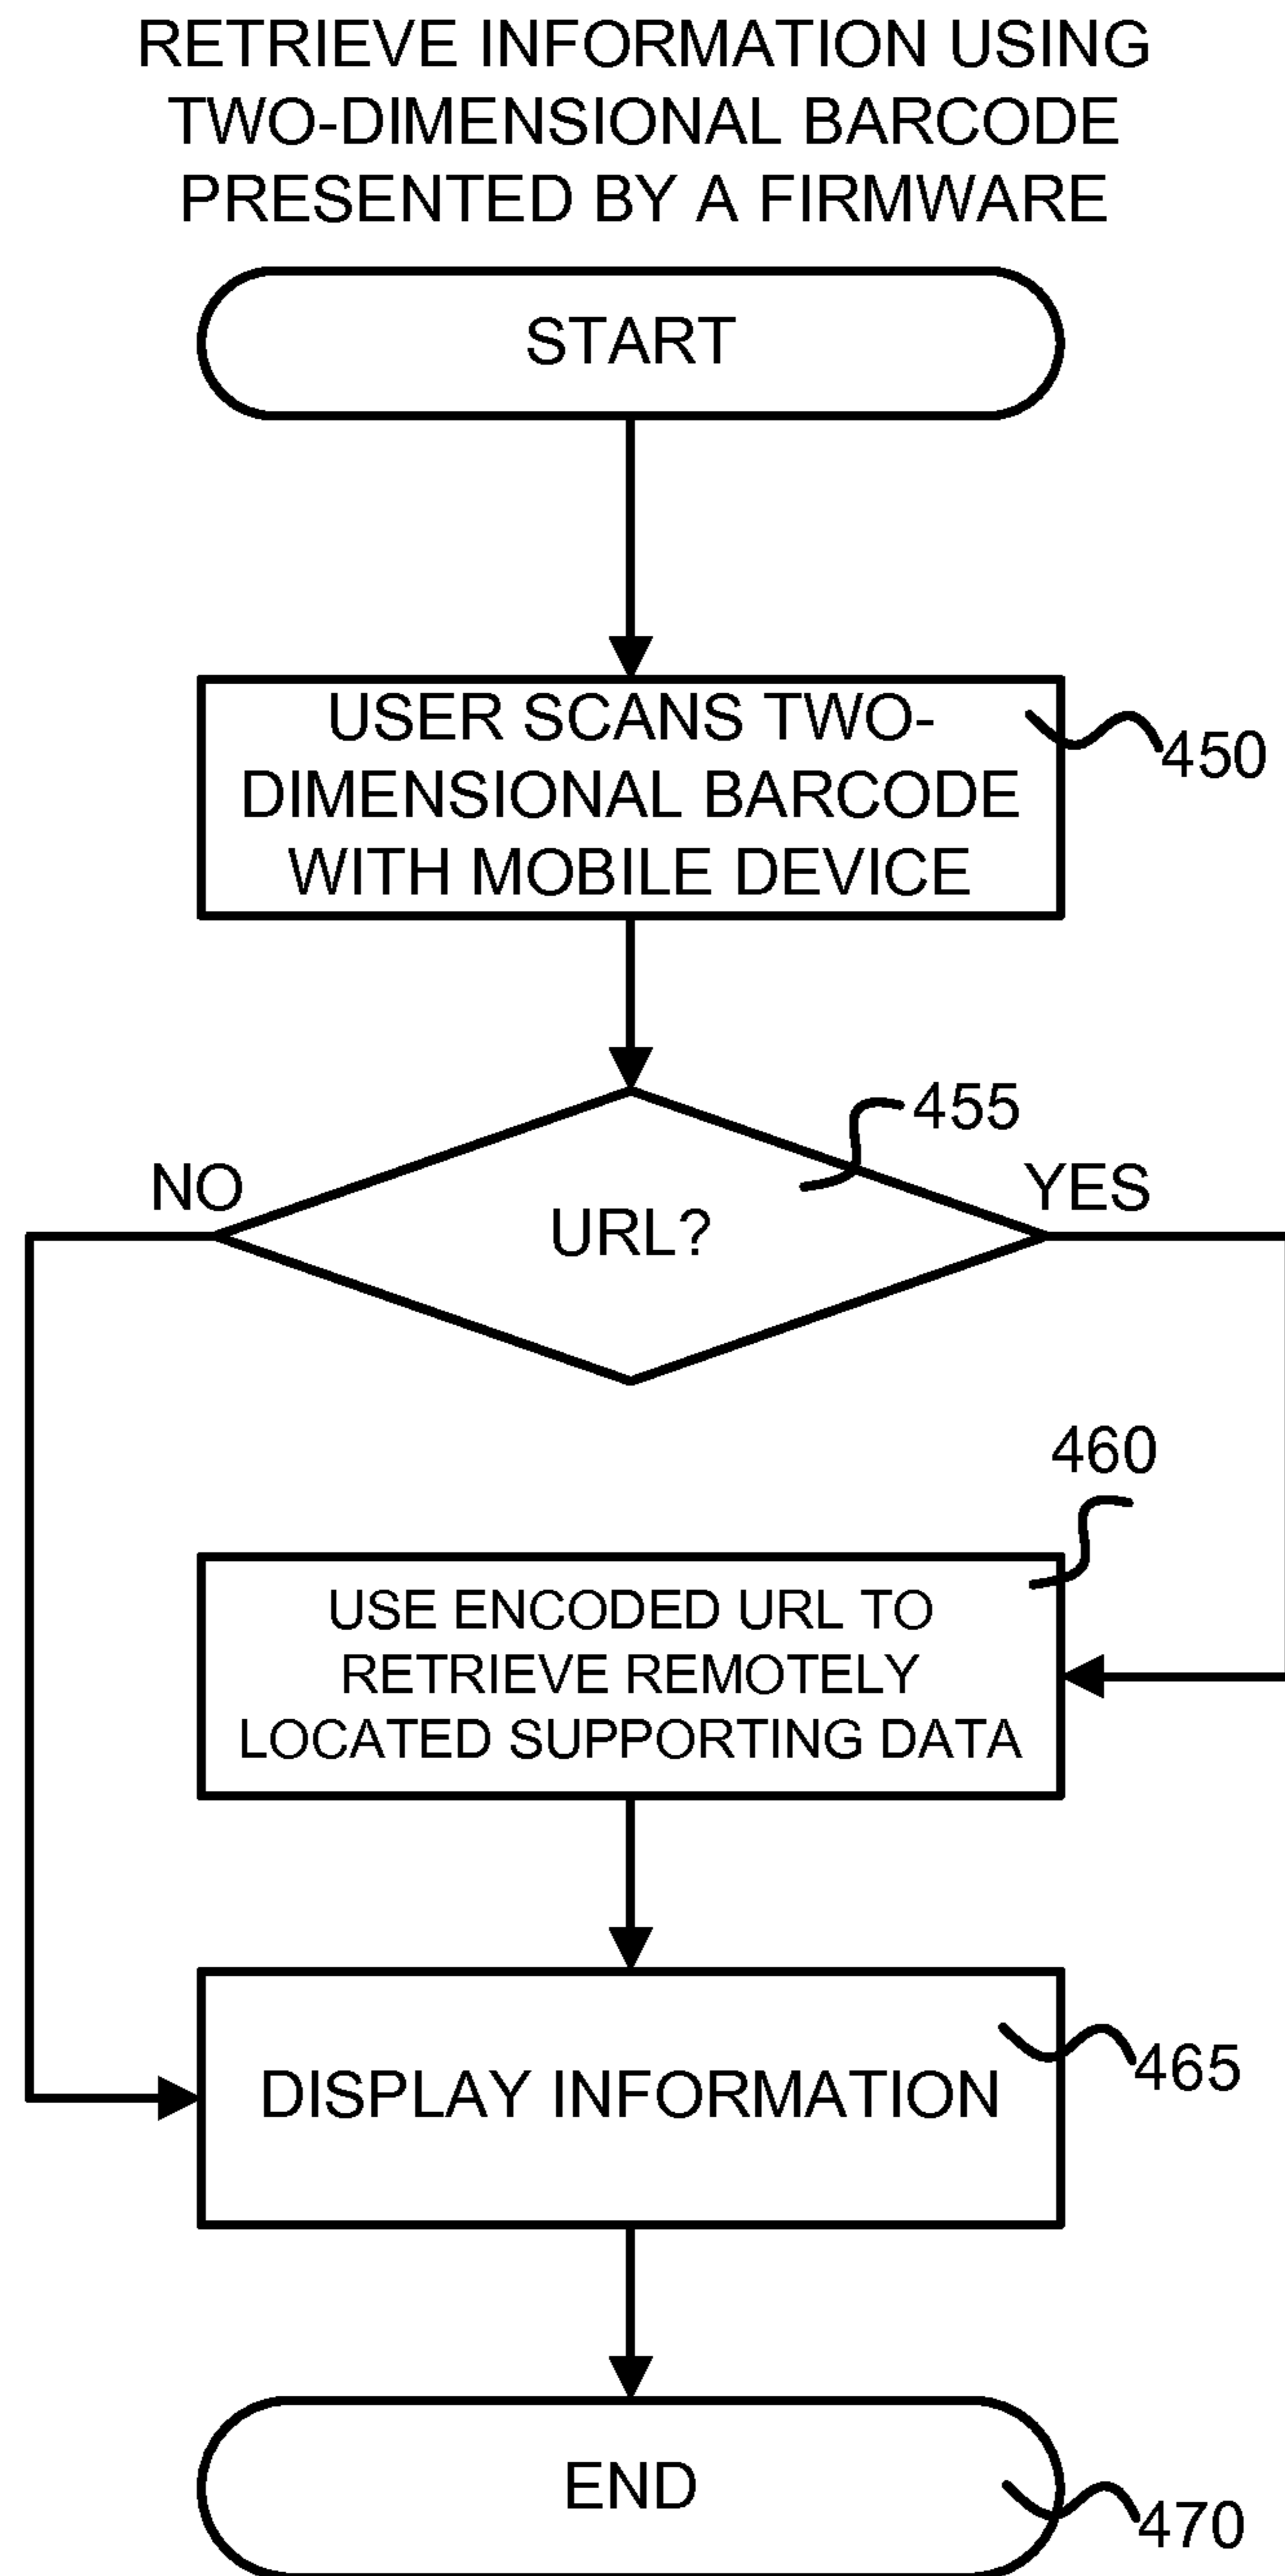 RETRIEVE INFORMATION USING
TWO-DIMENSIONAL BARCODE
PRESENTED BY A FIRMWARE
START
USER SCANS TWO-
DIMENSIONAL BARCODE
WITH MOBILE DEVICE
450
455
NO
YES
URL?
460
USE ENCODED URL TO
RETRIEVE REMOTELY
LOCATED SUPPORTING DATA
DISPLAY INFORMATION
465
END
470